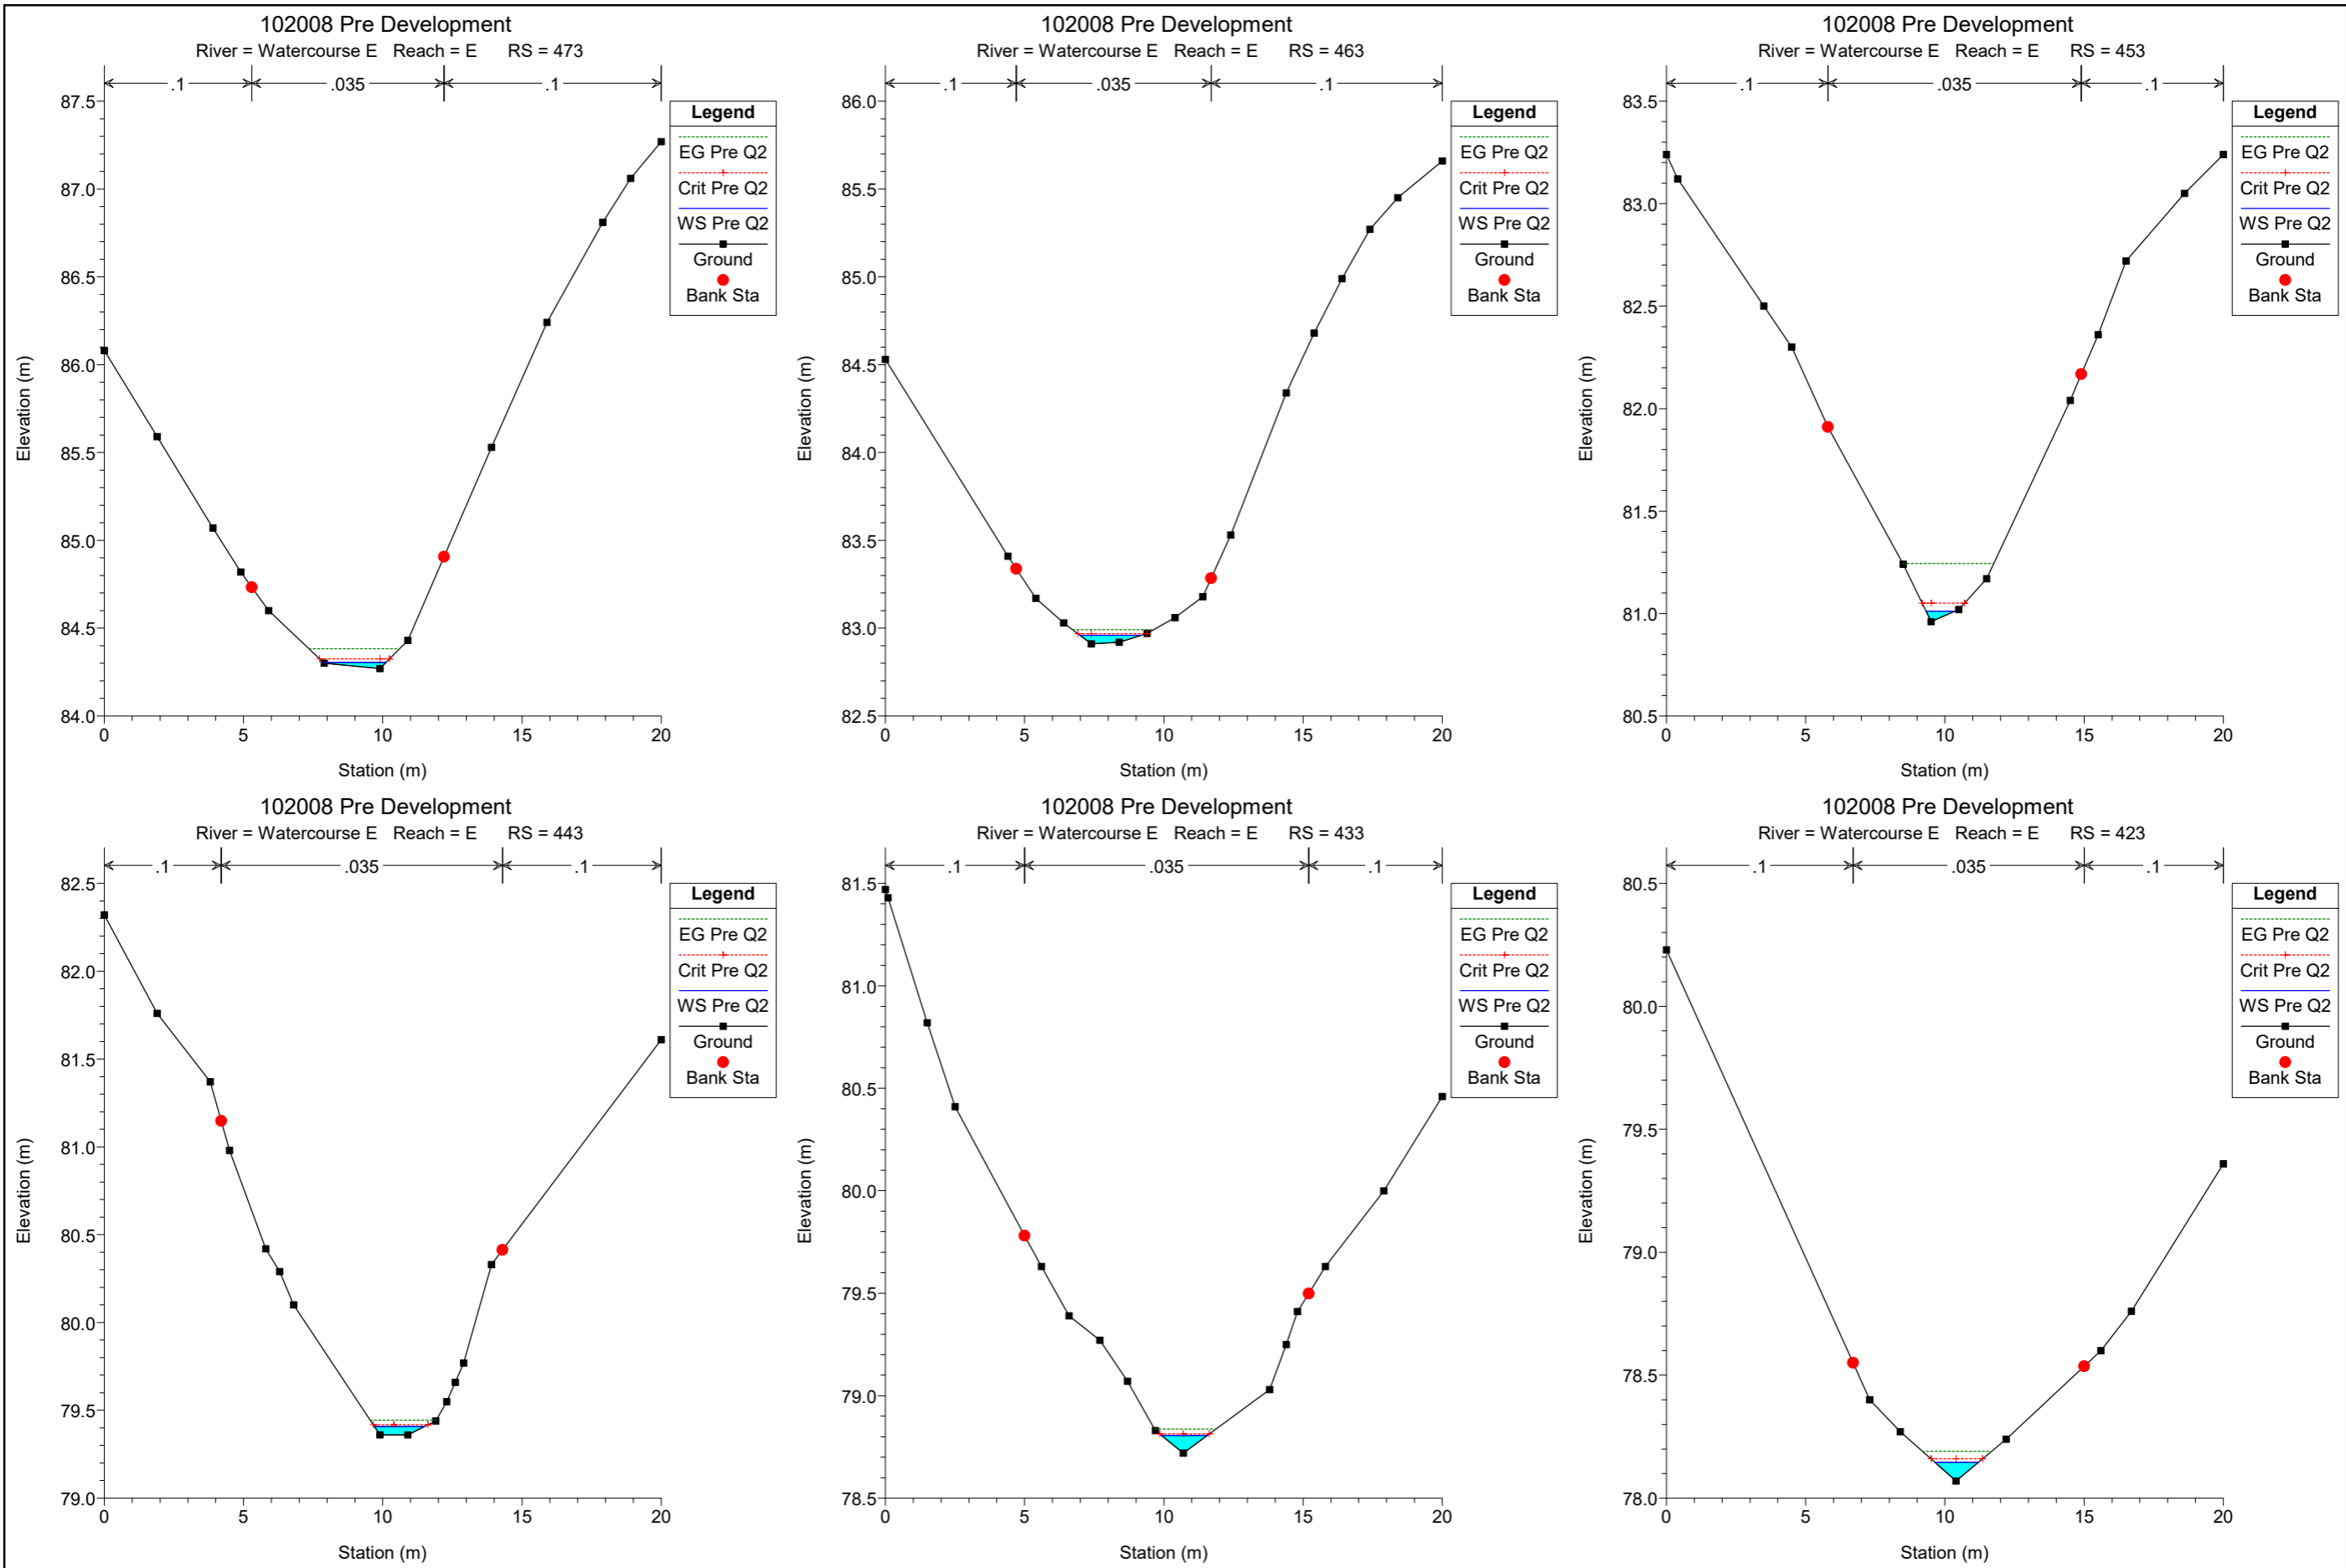 102008 Pre Development
River = Watercourse E   Reach = E      RS = 473
.1
.035
.1
87.5
87.0
86.5
86.0
85.5
85.0
84.5
84.0
Elevation (m)
0
5
10
15
20
Station (m)
Legend
EG Pre Q2
Crit Pre Q2
WS Pre Q2
Ground
Bank Sta
102008 Pre Development
River = Watercourse E   Reach = E      RS = 463
.1
.035
.1
86.0
85.5
85.0
84.5
84.0
83.5
83.0
82.5
Elevation (m)
0
5
10
15
20
Station (m)
Legend
EG Pre Q2
Crit Pre Q2
WS Pre Q2
Ground
Bank Sta
102008 Pre Development
River = Watercourse E   Reach = E      RS = 453
.1
.035
.1
83.5
83.0
82.5
82.0
81.5
81.0
80.5
Elevation (m)
0
5
10
15
20
Station (m)
Legend
EG Pre Q2
Crit Pre Q2
WS Pre Q2
Ground
Bank Sta
102008 Pre Development
River = Watercourse E   Reach = E      RS = 443
.1
.035
.1
82.5
82.0
81.5
81.0
80.5
80.0
79.5
79.0
Elevation (m)
0
5
10
15
20
Station (m)
Legend
EG Pre Q2
Crit Pre Q2
WS Pre Q2
Ground
Bank Sta
102008 Pre Development
River = Watercourse E   Reach = E      RS = 433
.1
.035
.1
81.5
81.0
80.5
80.0
79.5
79.0
78.5
Elevation (m)
0
5
10
15
20
Station (m)
Legend
EG Pre Q2
Crit Pre Q2
WS Pre Q2
Ground
Bank Sta
102008 Pre Development
River = Watercourse E   Reach = E      RS = 423
.1
.035
.1
80.5
80.0
79.5
79.0
78.5
78.0
Elevation (m)
0
5
10
15
20
Station (m)
Legend
EG Pre Q2
Crit Pre Q2
WS Pre Q2
Ground
Bank Sta